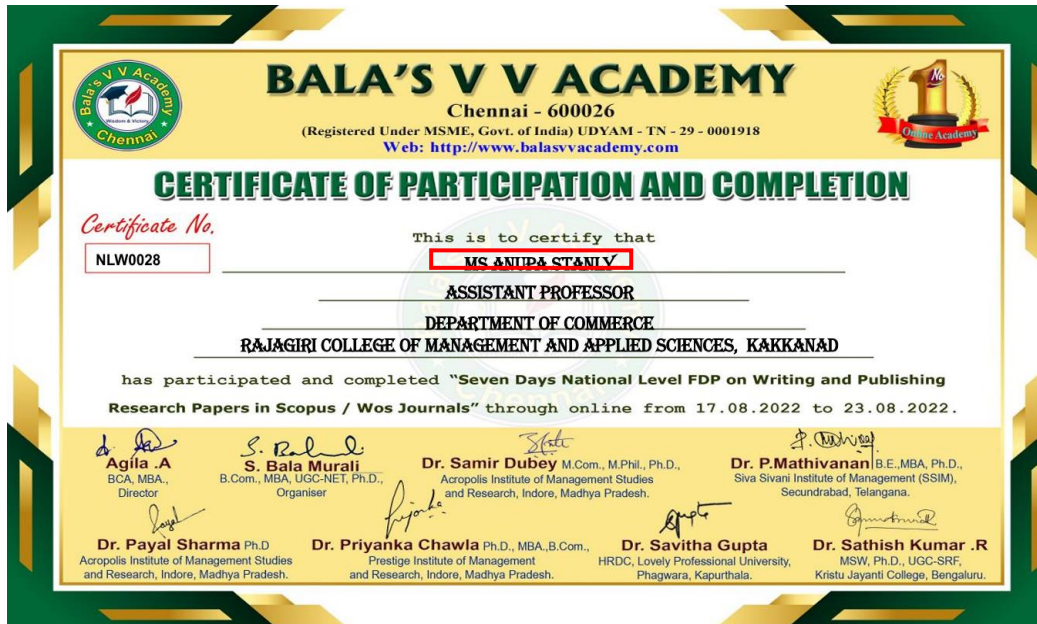 Bala's V V Academy
Wisdom & Victory
Chennai
BALA'S V V ACADEMY
Chennai - 600026
(Registered Under MSME, Govt. of India) UDYAM - TN - 29 - 0001918
Web: http://www.balasvvacademy.com
No
1
Online Academy
CERTIFICATE OF PARTICIPATION AND COMPLETION
Certificate No.
NLW0028
This is to certify that
MS ANUPA STANLY
ASSISTANT PROFESSOR
DEPARTMENT OF COMMERCE
RAJAGIRI COLLEGE OF MANAGEMENT AND APPLIED SCIENCES, KAKKANAD
has participated and completed "Seven Days National Level FDP on Writing and Publishing
Research Papers in Scopus / Wos Journals" through online from 17.08.2022 to 23.08.2022.
Agila .A
BCA, MBA.,
Director
S. Bala Murali
B.Com., MBA, UGC-NET, Ph.D.,
Organiser
Dr. Samir Dubey M.Com., M.Phil., Ph.D.,
Acropolis Institute of Management Studies
and Research, Indore, Madhya Pradesh.
Dr. P.Mathivanan B.E.,MBA, Ph.D.,
Siva Sivani Institute of Management (SSIM),
Secundrabad, Telangana.
Dr. Payal Sharma Ph.D
Acropolis Institute of Management Studies
and Research, Indore, Madhya Pradesh.
Dr. Priyanka Chawla Ph.D., MBA.,B.Com.,
Prestige Institute of Management
and Research, Indore, Madhya Pradesh.
Dr. Savitha Gupta
HRDC, Lovely Professional University,
Phagwara, Kapurthala.
Dr. Sathish Kumar .R
MSW, Ph.D., UGC-SRF,
Kristu Jayanti College, Bengaluru.